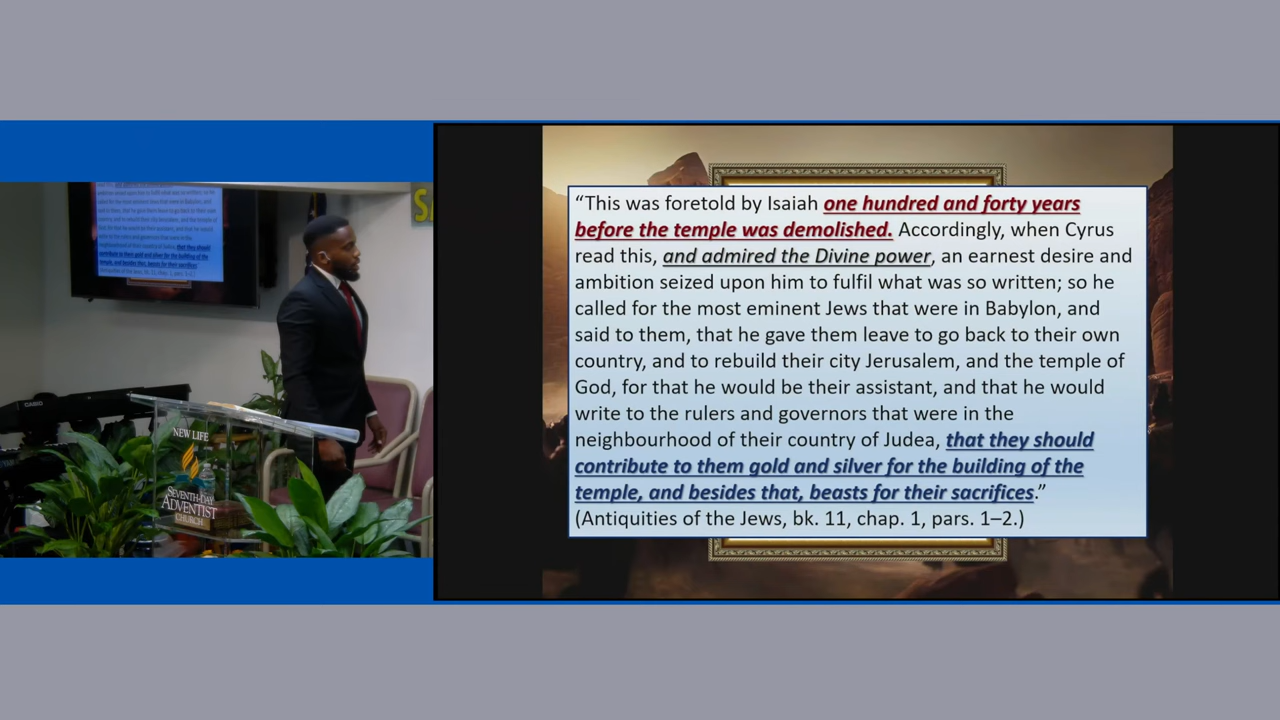 “This was foretold by Isaiah one hundred and forty years
before the temple was demolished. Accordingly, when Cyrus
read this, and admired the Divine power, an earnest desire and
ambition seized upon him to fulfil what was so written; so he
called for the most eminent Jews that were in Babylon, and
said to them, that he gave them leave to go back to their own
country, and to rebuild their city Jerusalem, and the temple of
God, for that he would be their assistant, and that he would
write to the rulers and governors that were in the
neighbourhood of their country of Judea, that they should
contribute to them gold and silver for the building of the
temple, and besides that, beasts for their sacrifices.”
(Antiquities of the Jews, bk. 11, chap. 1, pars. 1–2.)
CASIO
NEW LIFE
SEVENTH-DAY
ADVENTIST
CHURCH